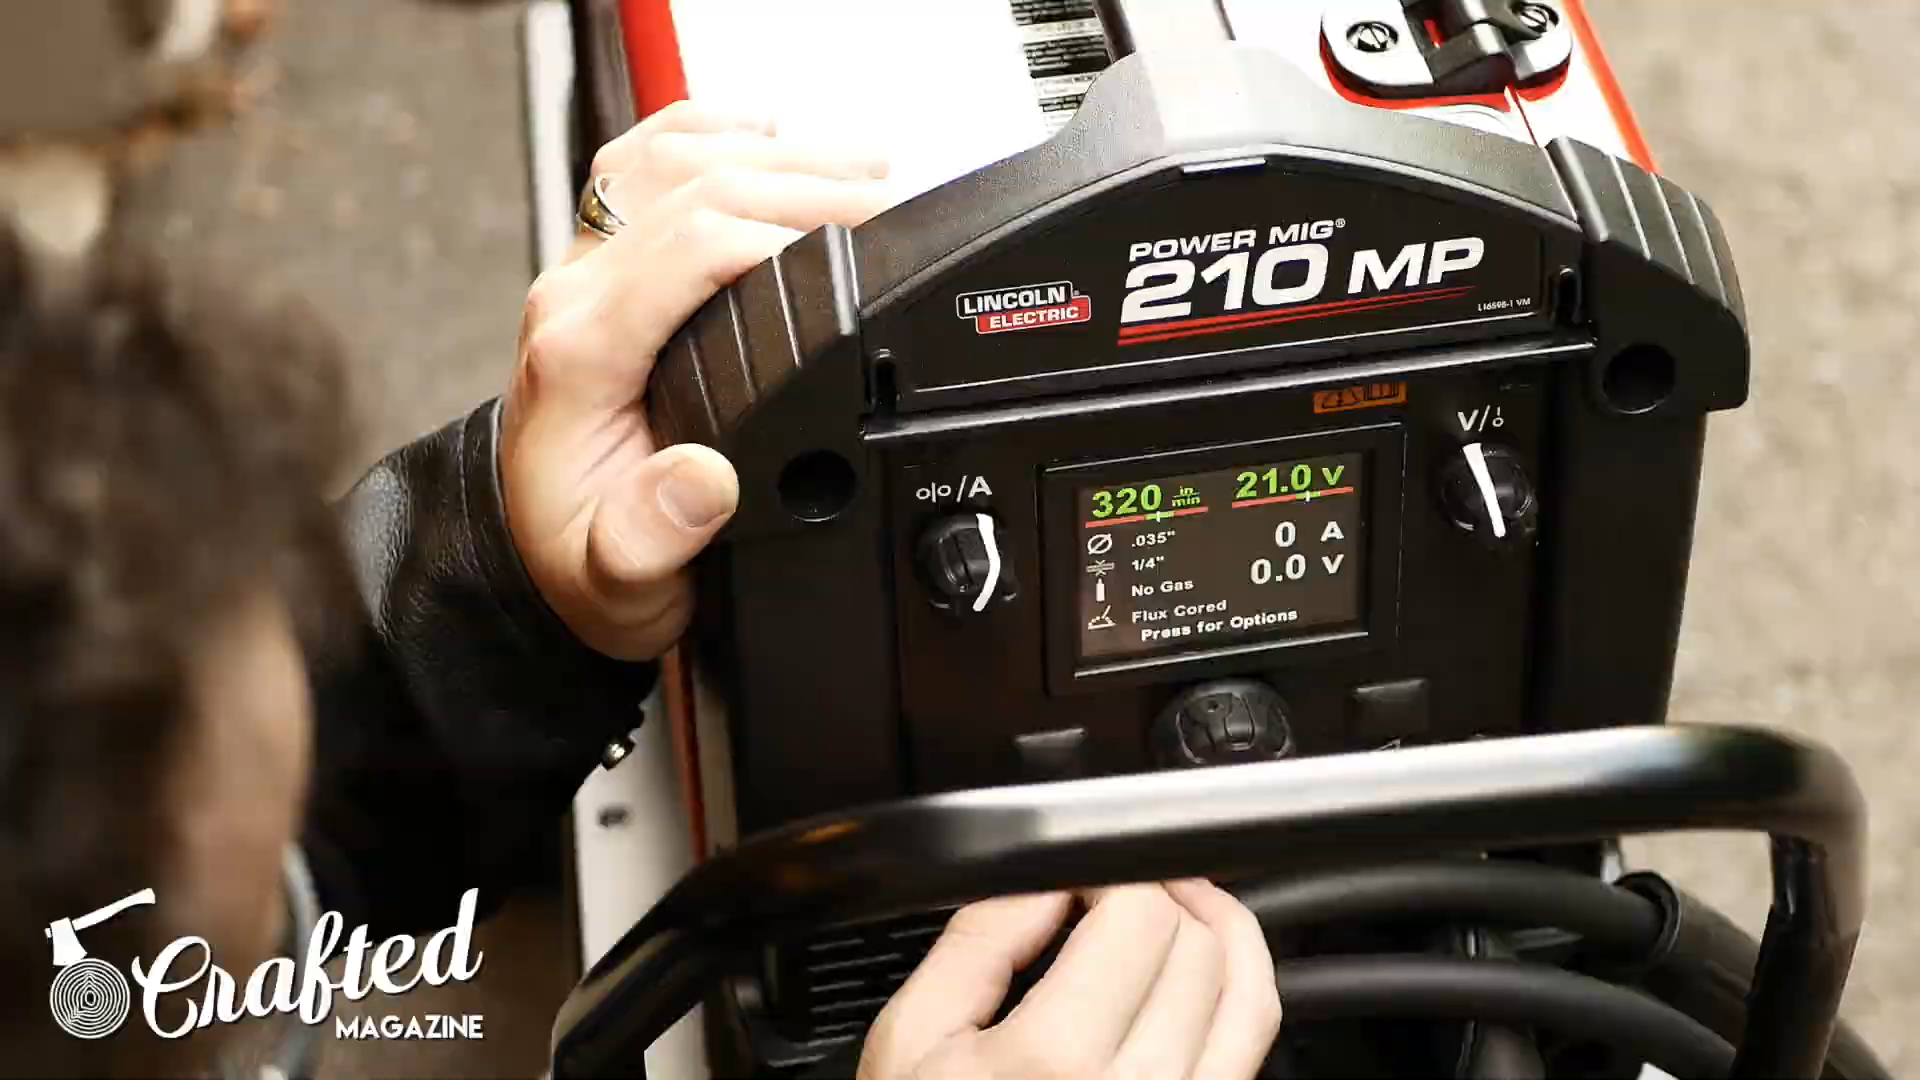 POWER MIG®
210 MP
LINCOLN®
ELECTRIC
L16598-1 VM
V/
/A
320 in/min
21.0 V
.035"
0 A
1/4"
0.0 V
No Gas
Flux Cored
Press for Options
Crafted
MAGAZINE